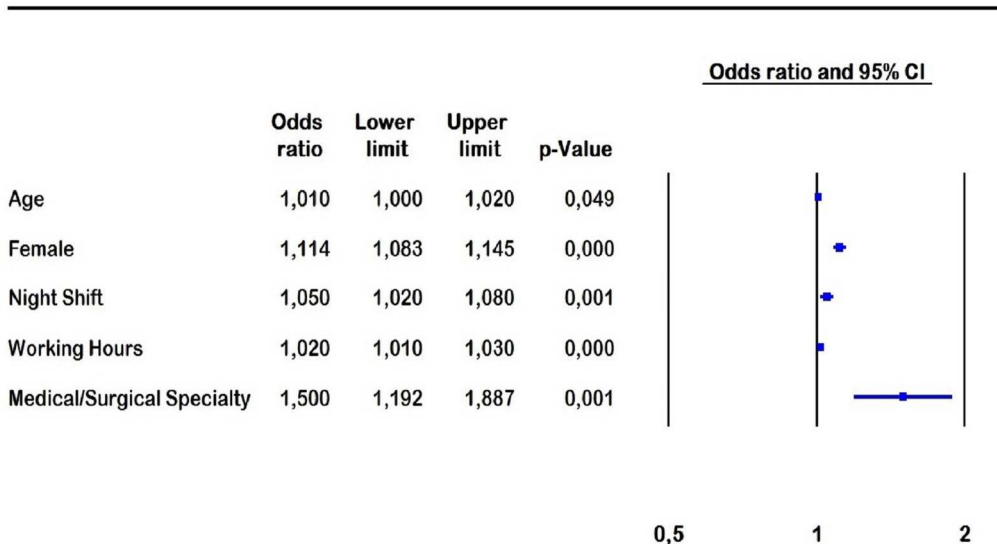 Odds ratio and 95% CI
Odds Lower Upper
ratio limit limit p-Value
Age 1,010 1,000 1,020 0,049
Female 1,114 1,083 1,145 0,000
Night Shift 1,050 1,020 1,080 0,001
Working Hours 1,020 1,010 1,030 0,000
Medical/Surgical Specialty 1,500 1,192 1,887 0,001
0,5 1 2